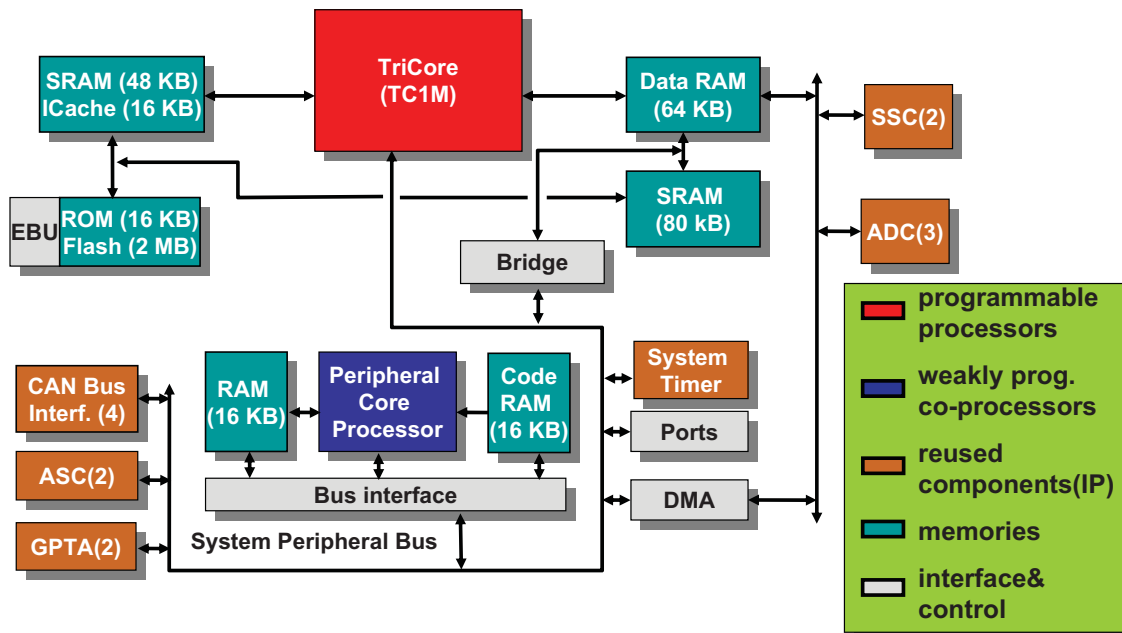 SRAM (48 KB)
ICache (16 KB)
TriCore
(TC1M)
Data RAM
(64 KB)
SSC(2)
EBU
ROM (16 KB)
Flash (2 MB)
SRAM
(80 kB)
ADC(3)
Bridge
CAN Bus
Interf. (4)
RAM
(16 KB)
Peripheral
Core
Processor
Code
RAM
(16 KB)
System
Timer
Ports
ASC(2)
Bus interface
DMA
GPTA(2)
System Peripheral Bus
programmable
processors
weakly prog.
co-processors
reused
components(IP)
memories
interface&
control